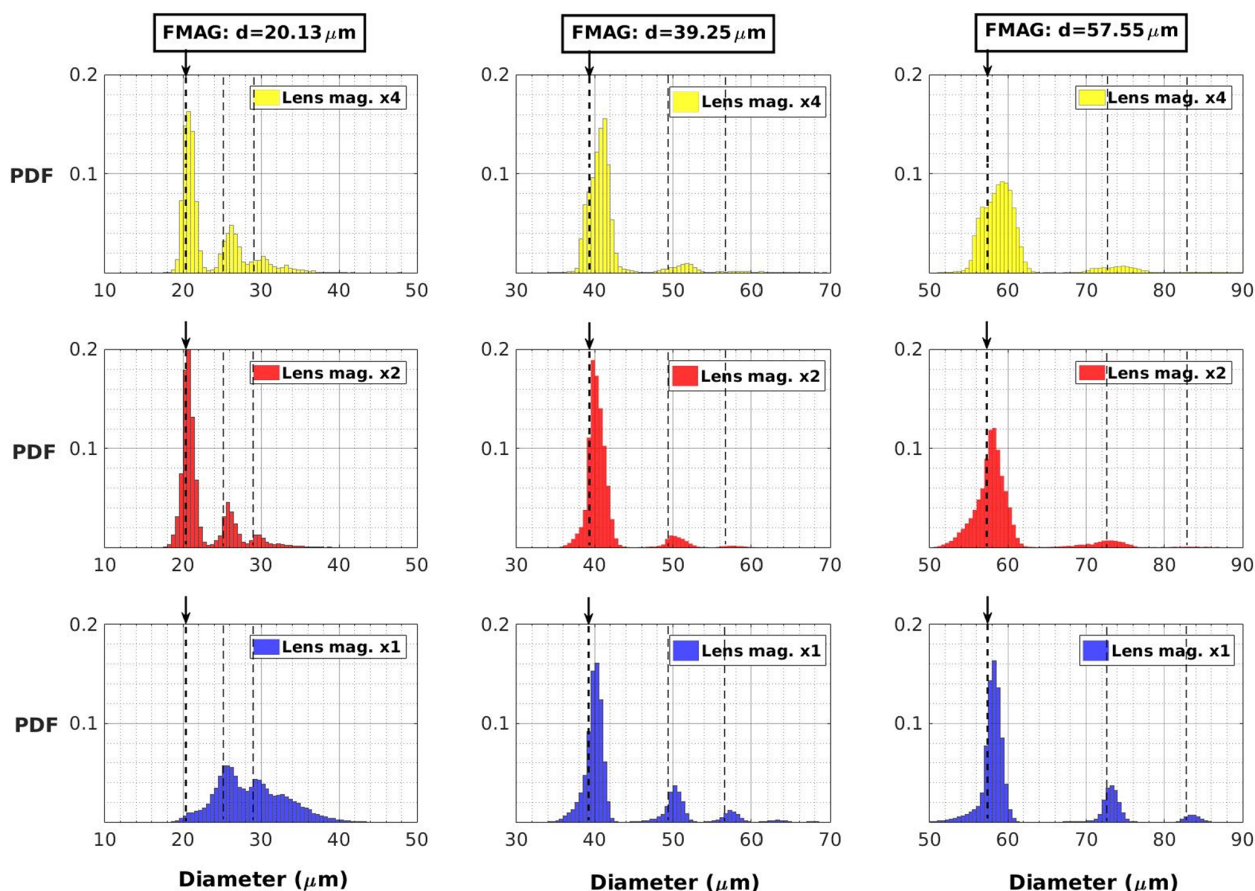 FMAG: d=20.13μm FMAG: d=39.25μm FMAG: d=57.55μm
0.2 Lens mag. x4 0.2 Lens mag. x4 0.2 Lens mag. x4
PDF 0.1 0.1 0.1
10 20 30 40 50 30 40 50 60 70 50 60 70 80 90
0.2 Lens mag. x2 0.2 Lens mag. x2 0.2 Lens mag. x2
PDF 0.1 0.1 0.1
10 20 30 40 50 30 40 50 60 70 50 60 70 80 90
0.2 Lens mag. x1 0.2 Lens mag. x1 0.2 Lens mag. x1
PDF 0.1 0.1 0.1
10 20 30 40 50 30 40 50 60 70 50 60 70 80 90
Diameter (μm) Diameter (μm) Diameter (μm)